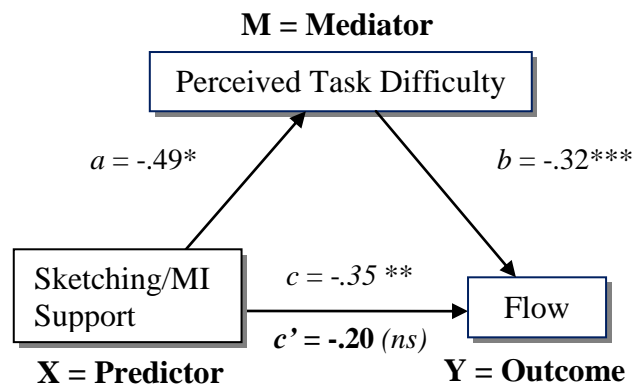 M = Mediator
Perceived Task Difficulty
a = -.49*
b = -.32***
Sketching/MI
Support
c = -.35 **
c’ = -.20 (ns)
Flow
X = Predictor
Y = Outcome